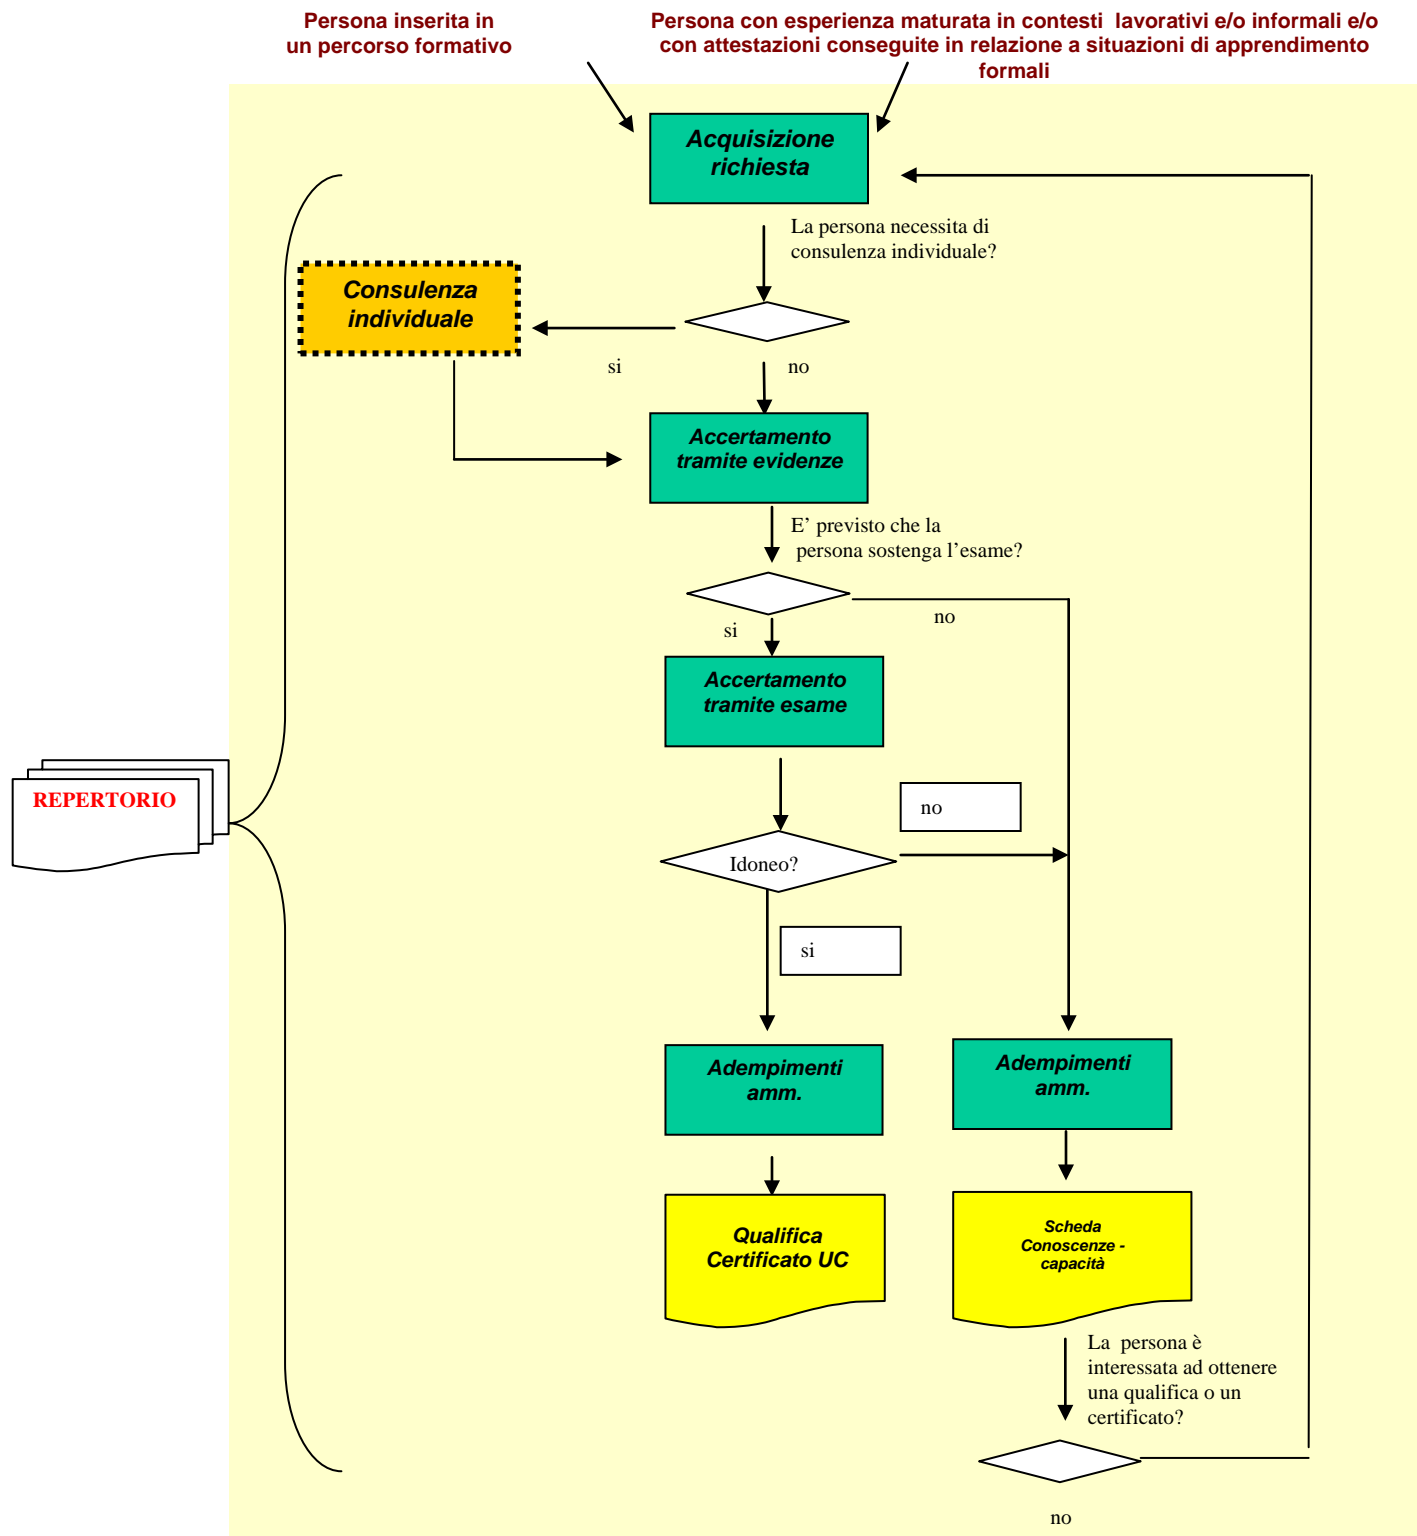 Persona inserita in
un percorso formativo
Persona con esperienza maturata in contesti lavorativi e/o informali e/o
con attestazioni conseguite in relazione a situazioni di apprendimento
formali
Acquisizione
richiesta
La persona necessita di
consulenza individuale?
Consulenza
individuale
si
no
Accertamento
tramite evidenze
E’ previsto che la
persona sostenga l’esame?
si
no
Accertamento
tramite esame
REPERTORIO
no
Idoneo?
si
Adempimenti
amm.
Adempimenti
amm.
Qualifica
Certificato UC
Scheda
Conoscenze -
capacità
La persona è
interessata ad ottenere
una qualifica o un
certificato?
no